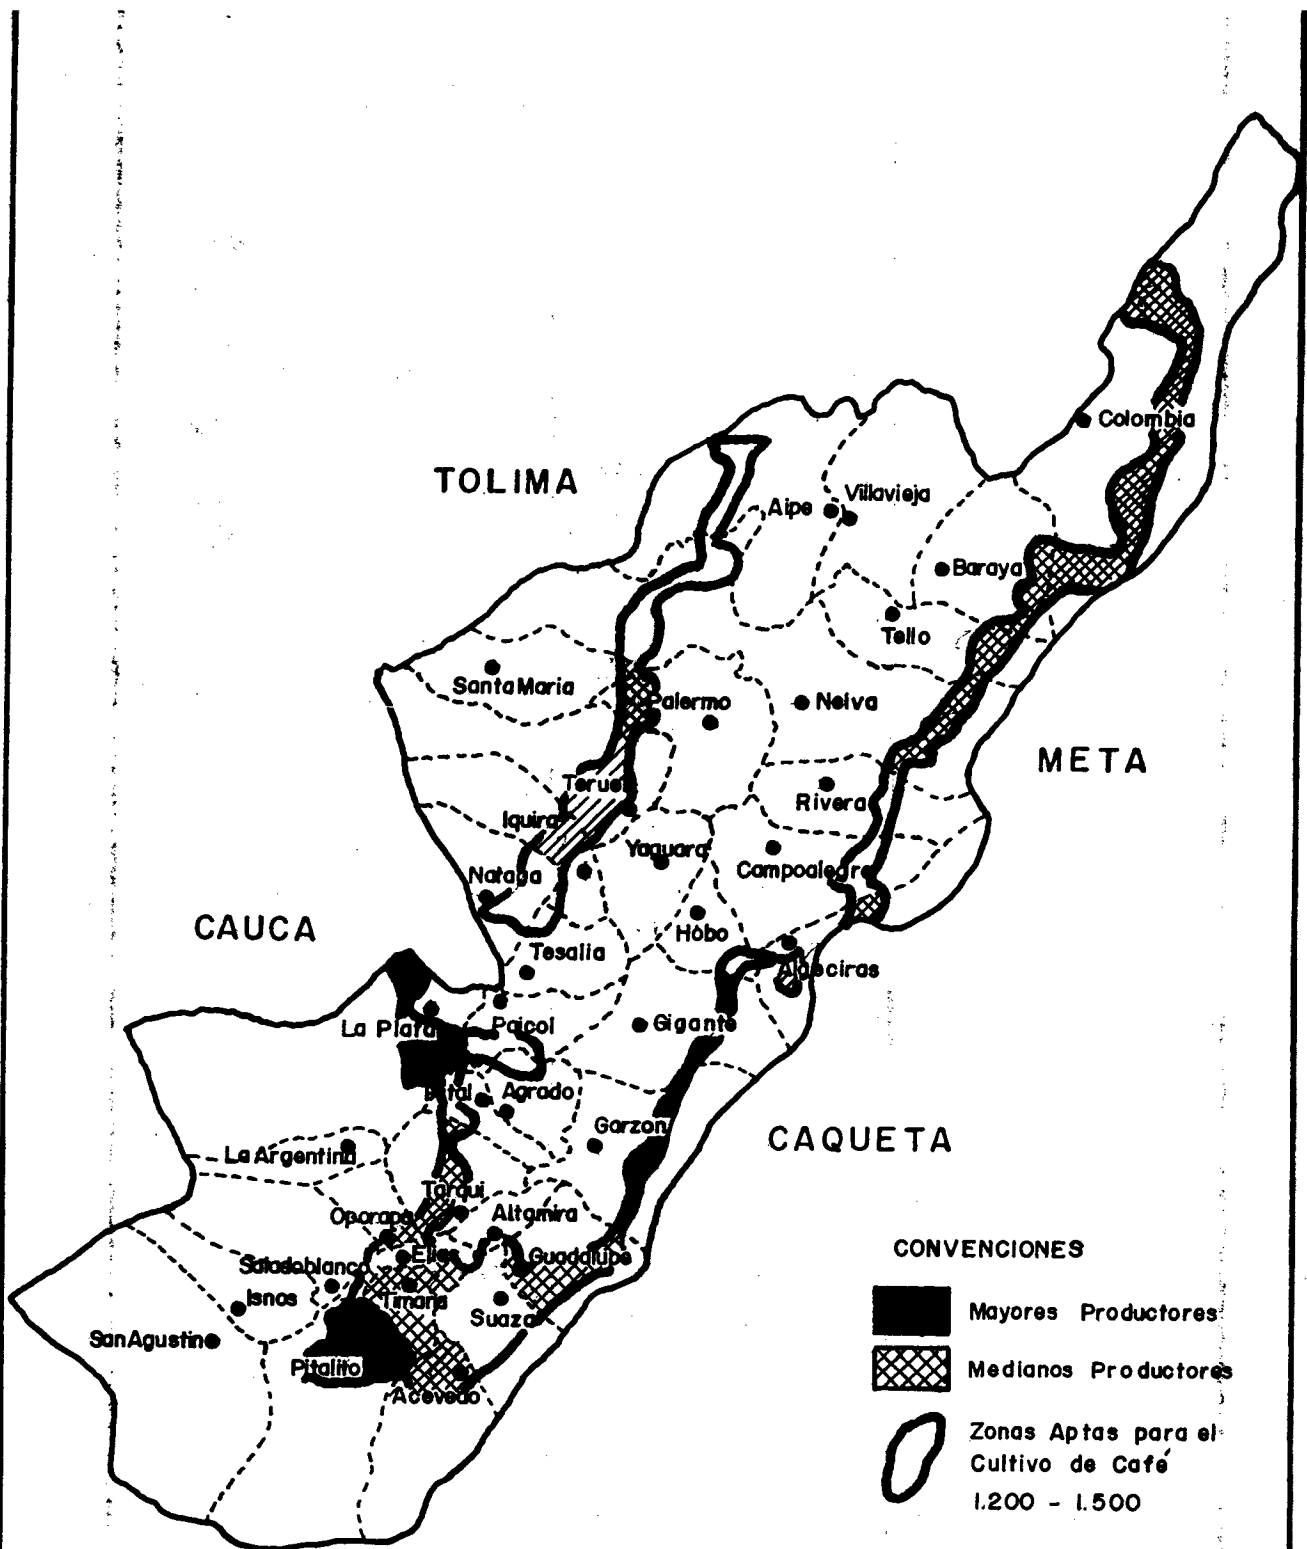 TOLIMA
Colombia
Aipe
Villavieja
Baraya
Tello
Santa Maria
Palermo
Neiva
META
Teruel
Rivera
Iquira
Yaguara
Campoalegre
Nataga
CAUCA
Hobo
Tesalia
Algeciras
La Plata
Paicol
Gigante
Pital
Agrado
Garzon
CAQUETA
La Argentina
Tarqui
Oporapa
Altamira
Elias
Guadalupe
Saladoblanco
Isnos
Timana
Suaza
San Agustin
Pitalito
Acevedo
CONVENCIONES
Mayores Productores
Medianos Productores
Zonas Aptas para el
Cultivo de Café
1.200 - 1.500